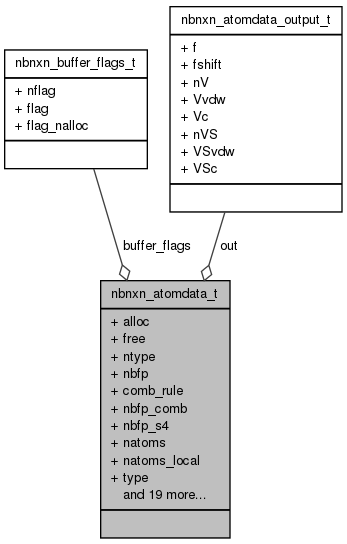 nbnxn_atomdata_output_t
+ f
+ fshift
+ nV
+ Vvdw
+ Vc
+ nVS
+ VSvdw
+ VSc
nbnxn_buffer_flags_t
+ nflag
+ flag
+ flag_nalloc
buffer_flags
out
nbnxn_atomdata_t
+ alloc
+ free
+ ntype
+ nbfp
+ comb_rule
+ nbfp_comb
+ nbfp_s4
+ natoms
+ natoms_local
+ type
and 19 more...